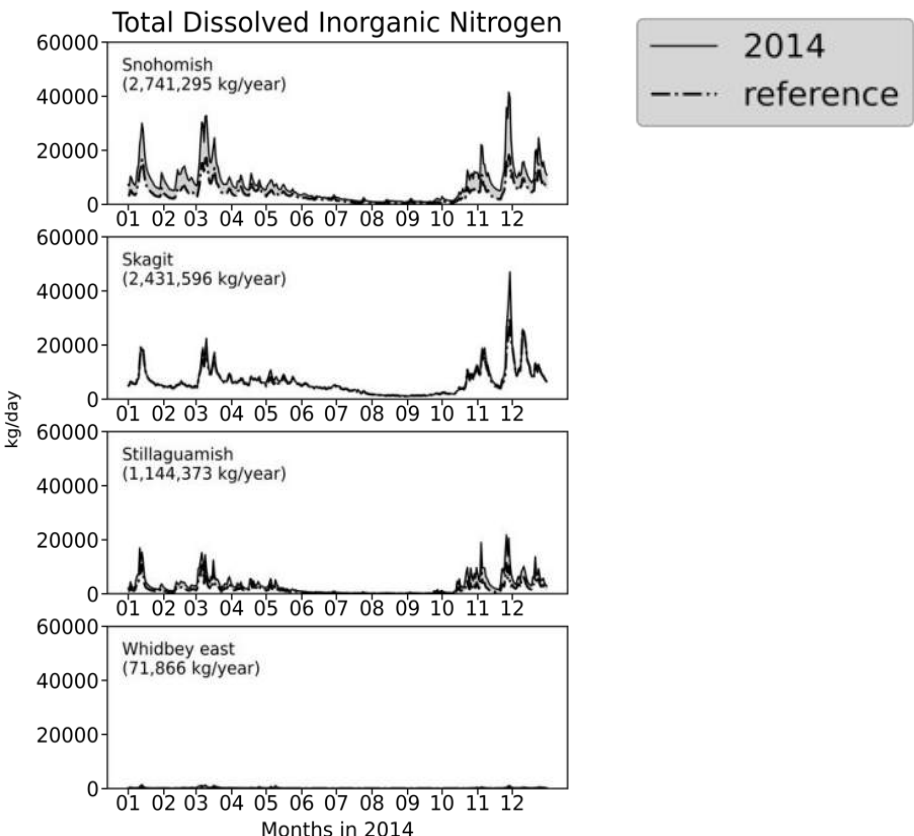 Total Dissolved Inorganic Nitrogen
2014
reference
60000
40000
20000
0
Snohomish
(2,741,295 kg/year)
01 02 03 04 05 06 07 08 09 10 11 12
60000
40000
20000
0
Skagit
(2,431,596 kg/year)
01 02 03 04 05 06 07 08 09 10 11 12
kg/day
60000
40000
20000
0
Stillaguamish
(1,144,373 kg/year)
01 02 03 04 05 06 07 08 09 10 11 12
60000
40000
20000
0
Whidbey east
(71,866 kg/year)
01 02 03 04 05 06 07 08 09 10 11 12
Months in 2014